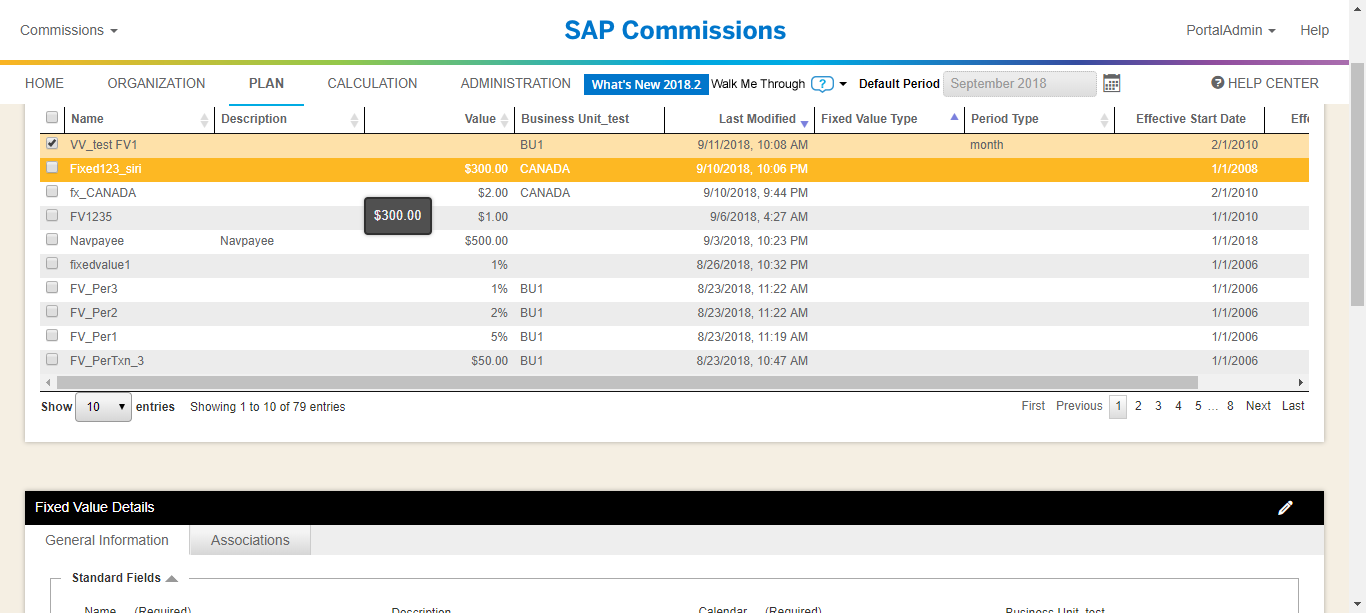 Commissions
SAP Commissions
PortalAdmin Help
HOME ORGANIZATION PLAN CALCULATION ADMINISTRATION What's New 2018.2 Walk Me Through ? Default Period September 2018 ? HELP CENTER
Name Description Value Business Unit_test Last Modified Fixed Value Type Period Type Effective Start Date Effe
VV_test FV1 BU1 9/11/2018, 10:08 AM month 2/1/2010
Fixed123_siri $300.00 CANADA 9/10/2018, 10:06 PM 1/1/2008
fx_CANADA $2.00 CANADA 9/10/2018, 9:44 PM 2/1/2010
FV1235 $300.00 $1.00 9/6/2018, 4:27 AM 1/1/2010
Navpayee Navpayee $500.00 9/3/2018, 10:23 PM 1/1/2018
fixedvalue1 1% 8/26/2018, 10:32 PM 1/1/2006
FV_Per3 1% BU1 8/23/2018, 11:22 AM 1/1/2006
FV_Per2 2% BU1 8/23/2018, 11:22 AM 1/1/2006
FV_Per1 5% BU1 8/23/2018, 11:19 AM 1/1/2006
FV_PerTxn_3 $50.00 BU1 8/23/2018, 10:47 AM 1/1/2006
Show 10 entries Showing 1 to 10 of 79 entries First Previous 1 2 3 4 5 ... 8 Next Last
Fixed Value Details
General Information Associations
Standard Fields
Name (Required) Description Calendar (Required) Business Unit_test